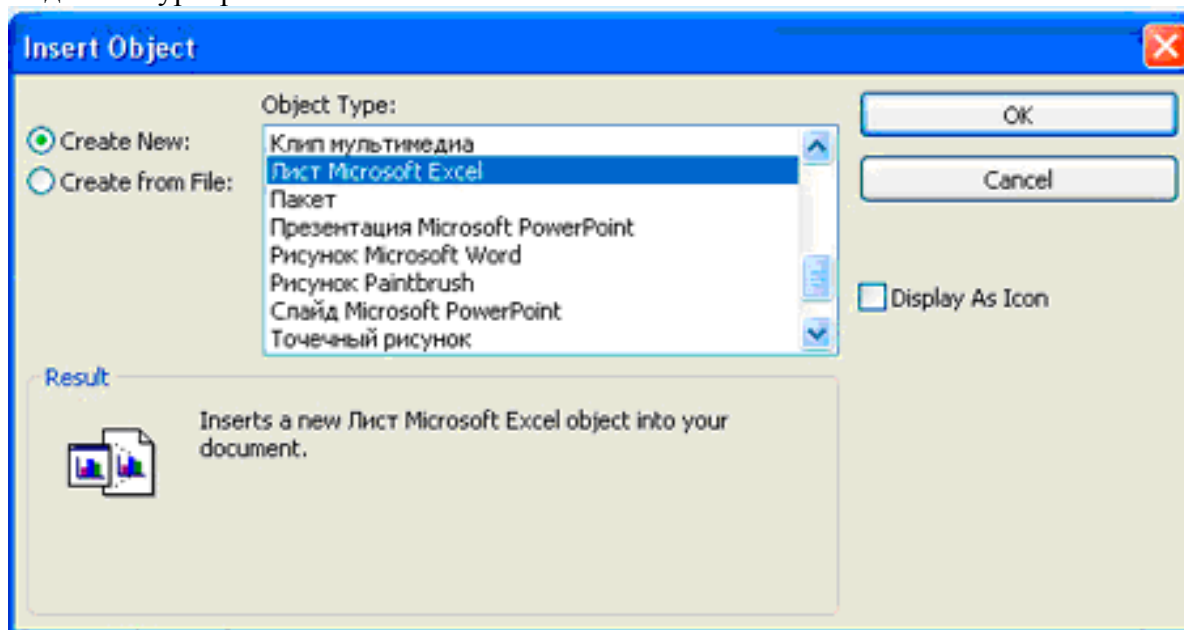 Insert Object
Object Type:
Create New:
Create from File:
Клип мультимедиа
Лист Microsoft Excel
Пакет
Презентация Microsoft PowerPoint
Рисунок Microsoft Word
Рисунок Paintbrush
Слайд Microsoft PowerPoint
Точечный рисунок
OK
Cancel
Display As Icon
Result
Inserts a new Лист Microsoft Excel object into your
document.